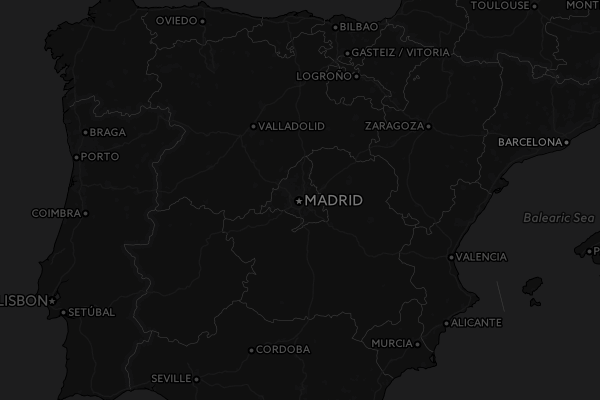 TOULOUSE
MONT
OVIEDO
BILBAO
GASTEIZ / VITORIA
LOGROÑO
BRAGA
VALLADOLID
ZARAGOZA
BARCELONA
PORTO
MADRID
COIMBRA
Balearic Sea
VALENCIA
P
LISBON
SETÚBAL
ALICANTE
MURCIA
CORDOBA
SEVILLE